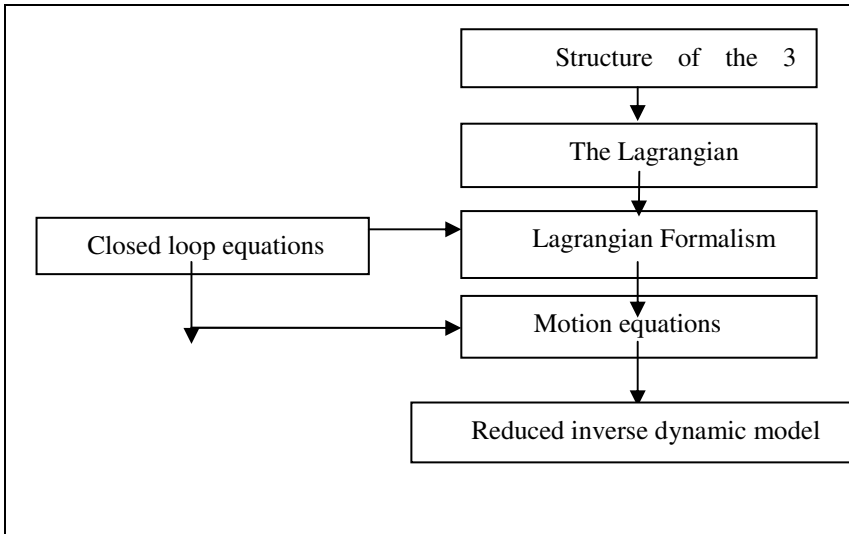 Structure of the 3
The Lagrangian
Closed loop equations
Lagrangian Formalism
Motion equations
Reduced inverse dynamic model